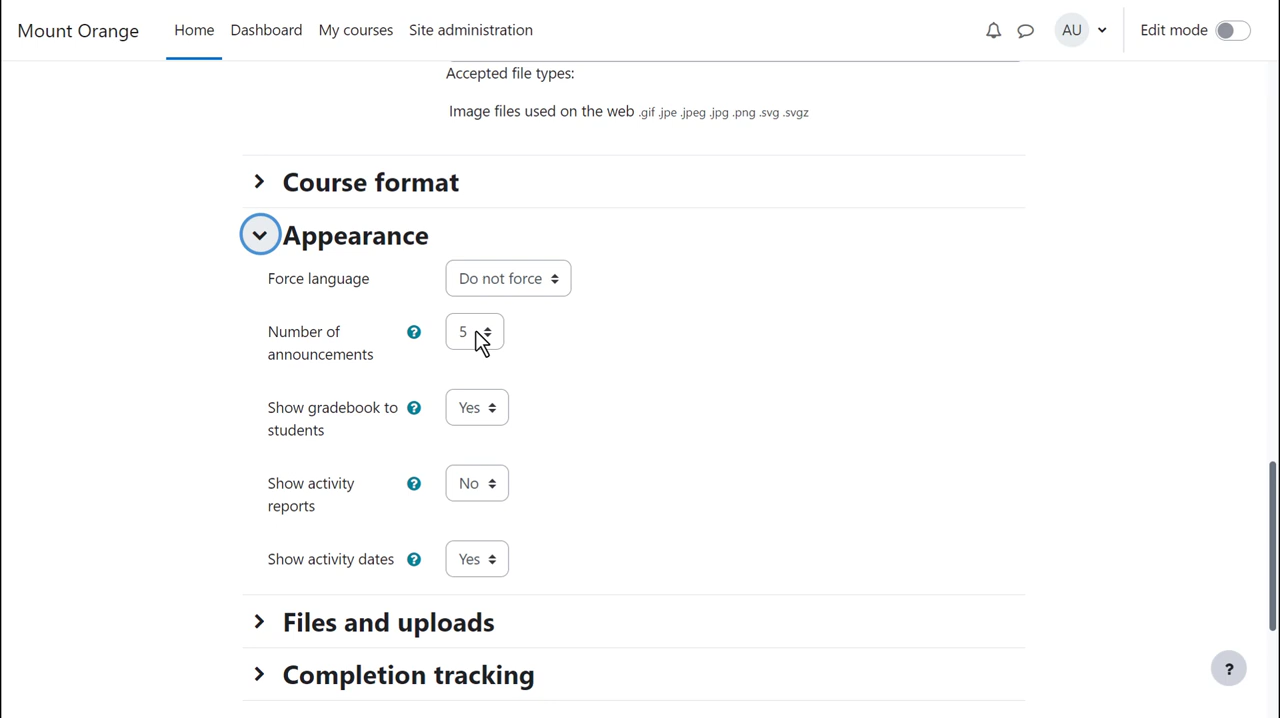 Mount Orange
Home Dashboard My courses Site administration
AU
Edit mode
Accepted file types:
Image files used on the web .gif .jpe .jpeg .jpg .png .svg .svgz
Course format
Appearance
Force language
Do not force
Number of
announcements
?
5
Show gradebook to
students
?
Yes
Show activity
reports
?
No
Show activity dates
?
Yes
Files and uploads
Completion tracking
?